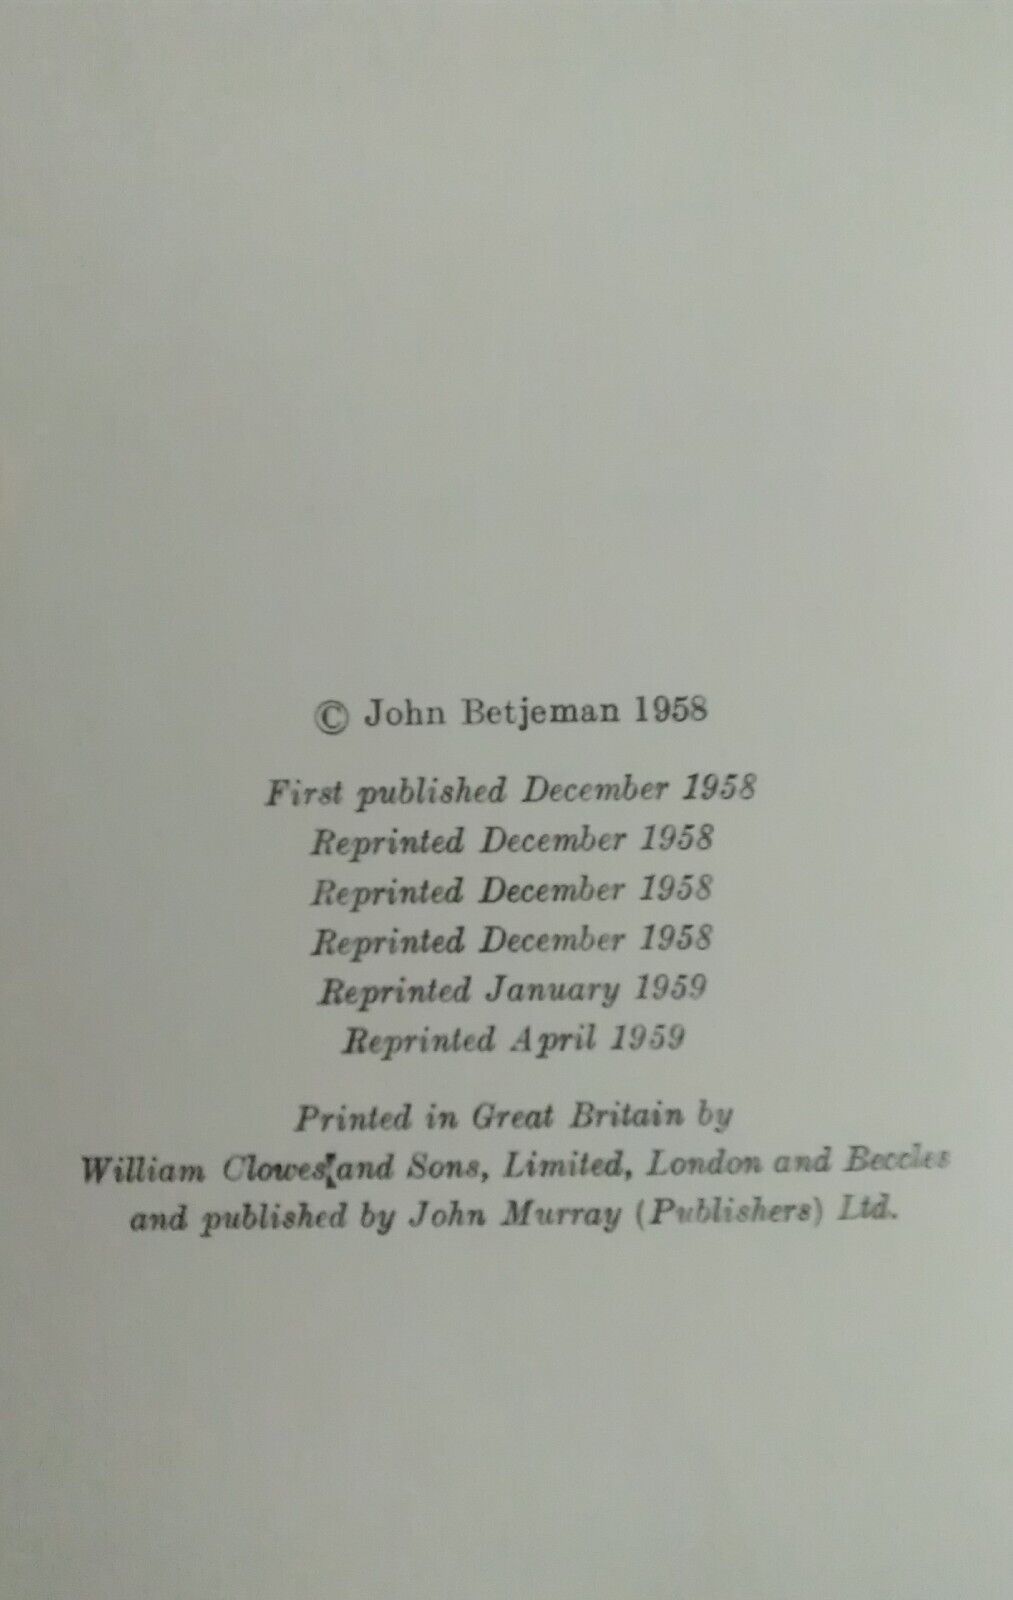 © John Betjeman 1958
First published December 1958
Reprinted December 1958
Reprinted December 1958
Reprinted December 1958
Reprinted January 1959
Reprinted April 1959
Printed in Great Britain by
William Clowes and Sons, Limited, London and Beccles
and published by John Murray (Publishers) Ltd.